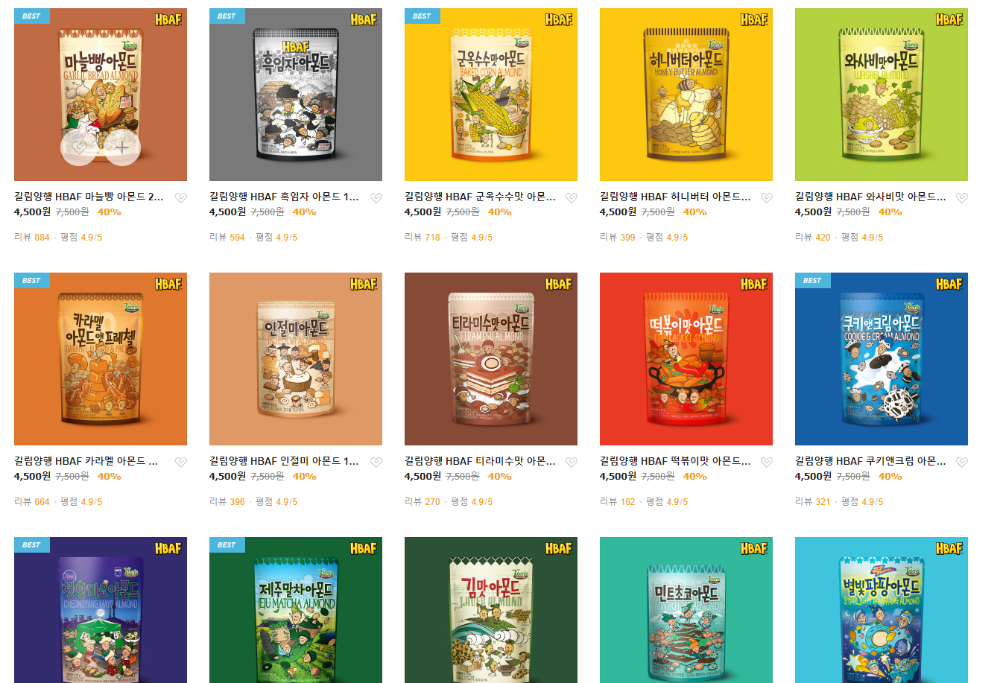 BEST
HBAF
Tom's
마늘빵아몬드
GARLIC BREAD ALMOND
BEST
HBAF
HBAF
흑임자아몬드
BEST
HBAF
Tom's
군옥수수맛아몬드
BAKED CORN ALMOND
HBAF
Tom's
허니버터아몬드
HONEY BUTTER ALMOND
HBAF
Tom's
와사비맛아몬드
WASABI ALMOND
길림양행 HBAF 마늘빵 아몬드 2...
4,500원 7,500원 40%
리뷰 884 · 평점 4.9/5
길림양행 HBAF 흑임자 아몬드 1...
4,500원 7,500원 40%
리뷰 594 · 평점 4.9/5
길림양행 HBAF 군옥수수맛 아몬...
4,500원 7,500원 40%
리뷰 718 · 평점 4.9/5
길림양행 HBAF 허니버터 아몬드...
4,500원 7,500원 40%
리뷰 399 · 평점 4.9/5
길림양행 HBAF 와사비맛 아몬드...
4,500원 7,500원 40%
리뷰 420 · 평점 4.9/5
BEST
HBAF
Tom's
카라멜
아몬드앤프레첼
HBAF
Tom's
인절미아몬드
HBAF
Tom's
티라미수맛아몬드
TIRAMISU ALMOND
HBAF
Tom's
떡볶이맛아몬드
BEST
HBAF
Tom's
쿠키앤크림아몬드
COOKIE & CREAM ALMOND
길림양행 HBAF 카라멜 아몬드 ...
4,500원 7,500원 40%
리뷰 664 · 평점 4.9/5
길림양행 HBAF 인절미 아몬드 1...
4,500원 7,500원 40%
리뷰 396 · 평점 4.9/5
길림양행 HBAF 티라미수맛 아몬...
4,500원 7,500원 40%
리뷰 270 · 평점 4.9/5
길림양행 HBAF 떡볶이맛 아몬드...
4,500원 7,500원 40%
리뷰 162 · 평점 4.9/5
길림양행 HBAF 쿠키앤크림 아몬...
4,500원 7,500원 40%
리뷰 321 · 평점 4.9/5
BEST
HBAF
Tom's
청양마요아몬드
CHEONGYANG MAYO ALMOND
BEST
HBAF
Tom's
제주말차아몬드
JEJU MATCHA ALMOND
HBAF
Tom's
김맛아몬드
HBAF
Tom's
민트초코아몬드
MINT CHOCO ALMOND
HBAF
Tom's
별빛팡팡아몬드
STARLIGHT PANGPANG ALMOND